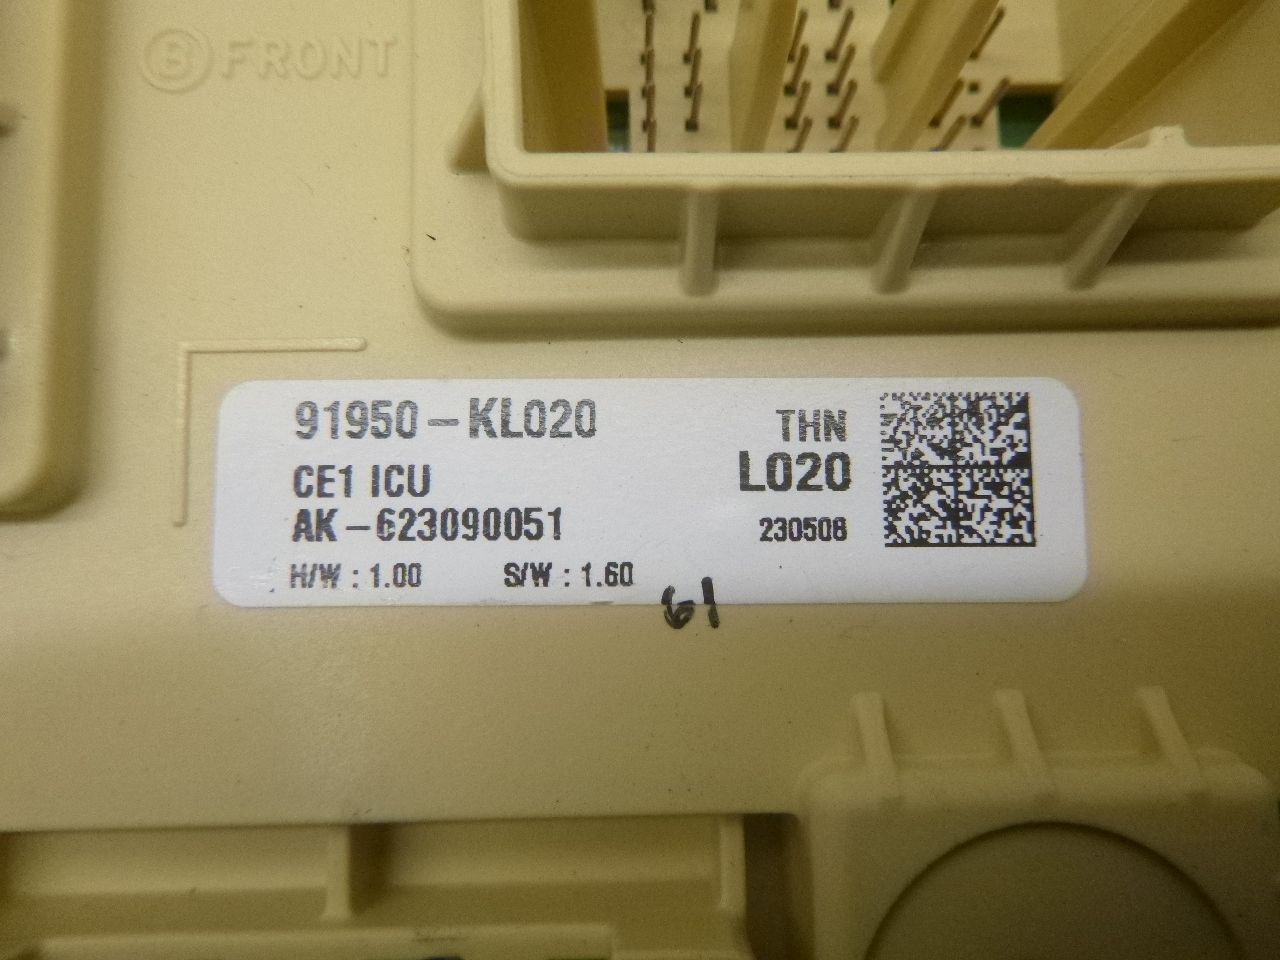 B FRONT
91950-KL020
THN
CE1 ICU
L020
AK-623090051
230508
H/W : 1.00 S/W : 1.60
61